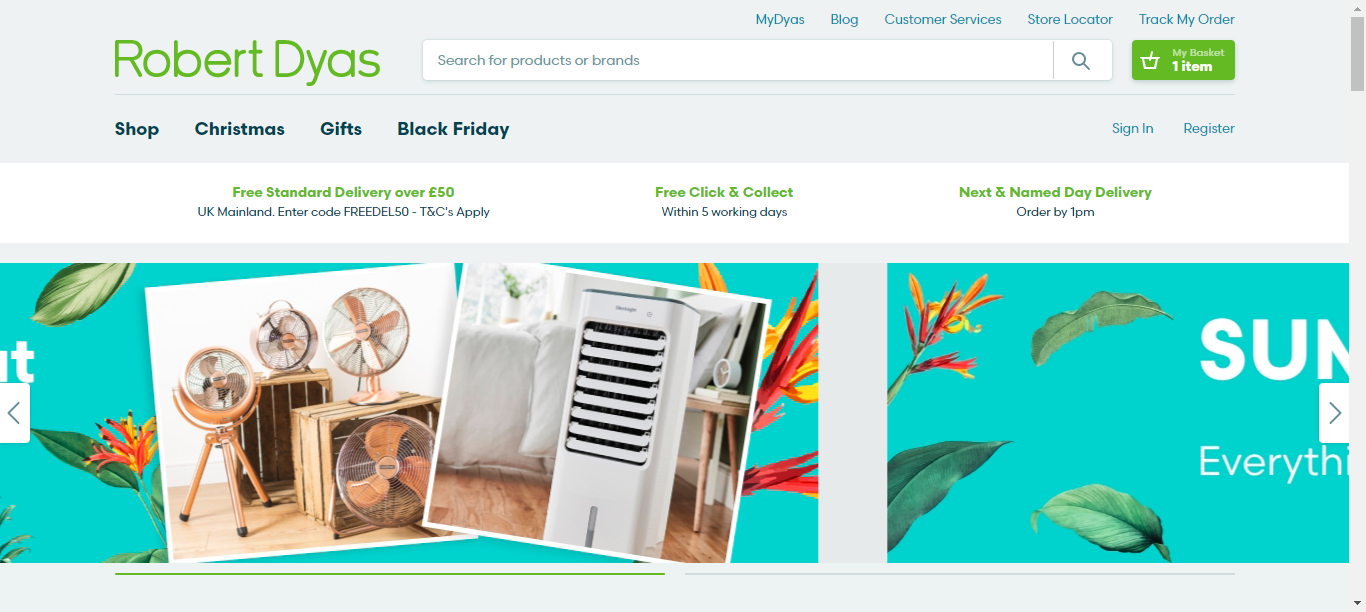 MyDyas Blog Customer Services Store Locator Track My Order
Robert Dyas
Search for products or brands
My Basket
1 item
Shop Christmas Gifts Black Friday
Sign In Register
Free Standard Delivery over £50
UK Mainland. Enter code FREEDEL50 - T&C's Apply
Free Click & Collect
Within 5 working days
Next & Named Day Delivery
Order by 1pm
at
SUN
Everythi